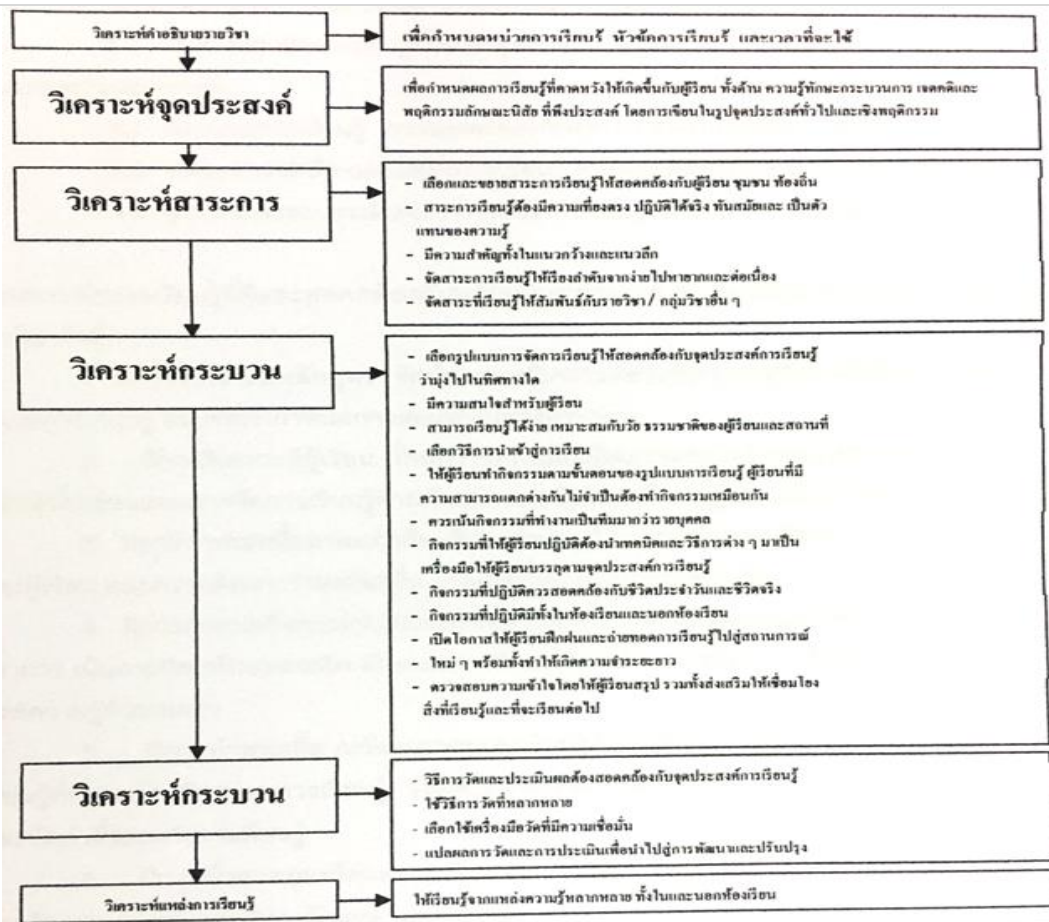 วิเคราะห์คำอธิบายรายวิชา
เพื่อกำหนดหน่วยการเรียนรู้ หัวข้อการเรียนรู้ และเวลาที่จะใช้
วิเคราะห์จุดประสงค์
เพื่อกำหนดผลการเรียนรู้ที่คาดหวังให้เกิดขึ้นกับผู้เรียน ทั้งด้าน ความรู้ทักษะกระบวนการ เจตคติและ
พฤติกรรมลักษณะนิสัย ที่พึงประสงค์ โดยการเขียนในรูปจุดประสงค์ทั่วไปและเชิงพฤติกรรม
วิเคราะห์สาระการ
- เลือกและขยายสาระการเรียนรู้ให้สอดคล้องกับผู้เรียน ชุมชน ท้องถิ่น
- สาระการเรียนรู้ต้องมีความเที่ยงตรง ปฏิบัติได้จริง ทันสมัยและ เป็นตัว
แทนของความรู้
- มีความสำคัญทั้งในแนวกว้างและแนวลึก
- จัดสาระการเรียนรู้ให้เรียงลำดับจากง่ายไปหายากและต่อเนื่อง
- จัดสาระที่เรียนรู้ให้สัมพันธ์กับรายวิชา / กลุ่มวิชาอื่น ๆ
วิเคราะห์กระบวน
- เลือกรูปแบบการจัดการเรียนรู้ให้สอดคล้องกับจุดประสงค์การเรียนรู้
ว่ามุ่งไปในทิศทางใด
- มีความสนใจสำหรับผู้เรียน
- สามารถเรียนรู้ได้ง่าย เหมาะสมกับวัย ธรรมชาติของผู้เรียนและสถานที่
- เลือกวิธีการนำเข้าสู่การเรียน
- ให้ผู้เรียนทำกิจกรรมตามขั้นตอนของรูปแบบการเรียนรู้ ผู้เรียนที่มี
ความสามารถแตกต่างกันไม่จำเป็นต้องทำกิจกรรมเหมือนกัน
- ควรเน้นกิจกรรมที่ทำงานเป็นทีมมากกว่ารายบุคคล
- กิจกรรมที่ให้ผู้เรียนปฏิบัติต้องนำเทคนิคและวิธีการต่าง ๆ มาเป็น
เครื่องมือให้ผู้เรียนบรรลุตามจุดประสงค์การเรียนรู้
- กิจกรรมที่ปฏิบัติควรสอดคล้องกับชีวิตประจำวันและชีวิตจริง
- กิจกรรมที่ปฏิบัติมีทั้งในห้องเรียนและนอกห้องเรียน
- เปิดโอกาสให้ผู้เรียนฝึกฝนและถ่ายทอดการเรียนรู้ไปสู่สถานการณ์
- ใหม่ ๆ พร้อมทั้งทำให้เกิดความจำระยะยาว
- ตรวจสอบความเข้าใจโดยให้ผู้เรียนสรุป รวมทั้งส่งเสริมให้เชื่อมโยง
สิ่งที่เรียนรู้และที่จะเรียนต่อไป
วิเคราะห์กระบวน
- วิธีการวัดและประเมินผลต้องสอดคล้องกับจุดประสงค์การเรียนรู้
- ใช้วิธีการวัดที่หลากหลาย
- เลือกใช้เครื่องมือวัดที่มีความเชื่อมั่น
- แปลผลการวัดและการประเมินเพื่อนำไปสู่การพัฒนาและปรับปรุง
วิเคราะห์แหล่งการเรียนรู้
ให้เรียนรู้จากแหล่งความรู้หลากหลาย ทั้งในและนอกห้องเรียน